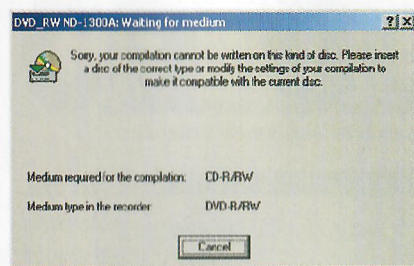 DVD_RW ND-1300A: Waiting for medium
Sorry, your compilation cannot be written on this kind of disc. Please insert
a disc of the correct type or modify the settings of your compilation to
make it compatible with the current disc.
Medium required for the compilation: CD-R/RW
Medium type in the recorder: DVD-R/RW
Cancel